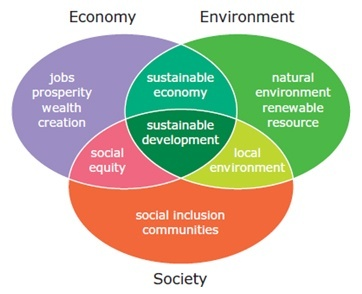 Economy
Environment
jobs
prosperity
wealth
creation
sustainable
economy
natural
environment
renewable
resource
sustainable
development
social
equity
local
environment
social inclusion
communities
Society